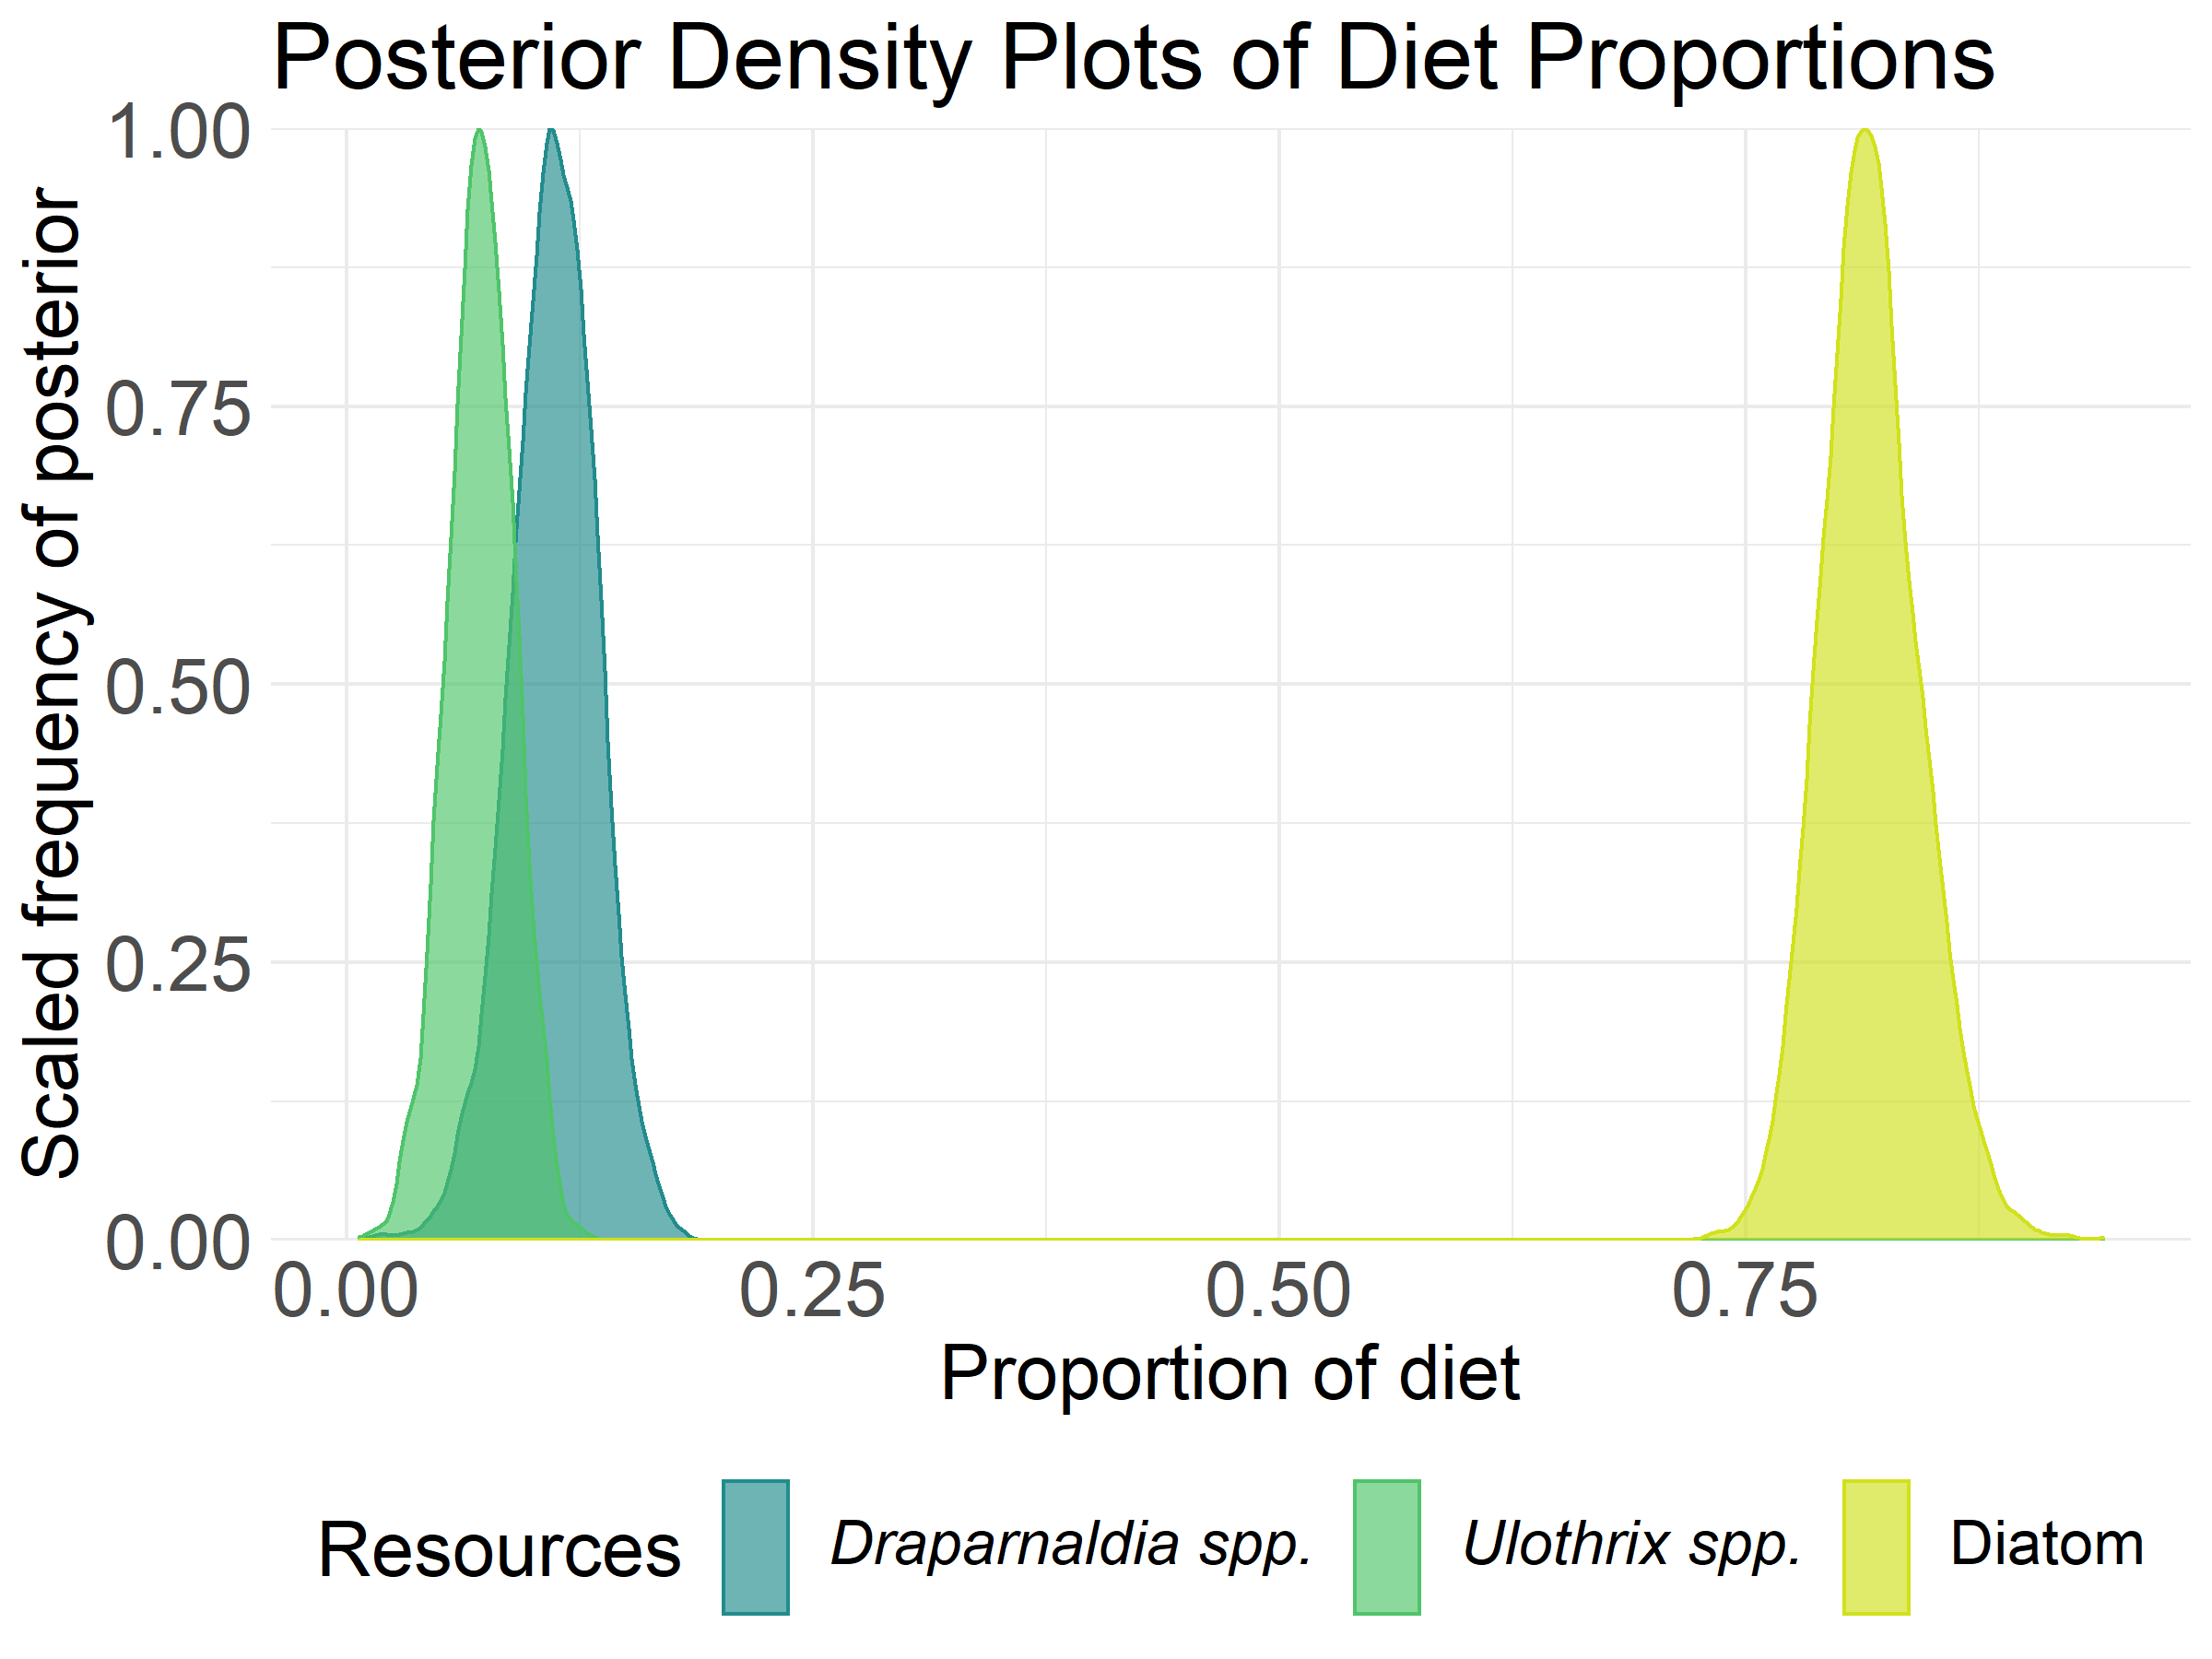 Posterior Density Plots of Diet Proportions
Scaled frequency of posterior
1.00
0.75
0.50
0.25
0.00
0.00 0.25 0.50 0.75
Proportion of diet
Resources Draparnaldia spp. Ulothrix spp. Diatom